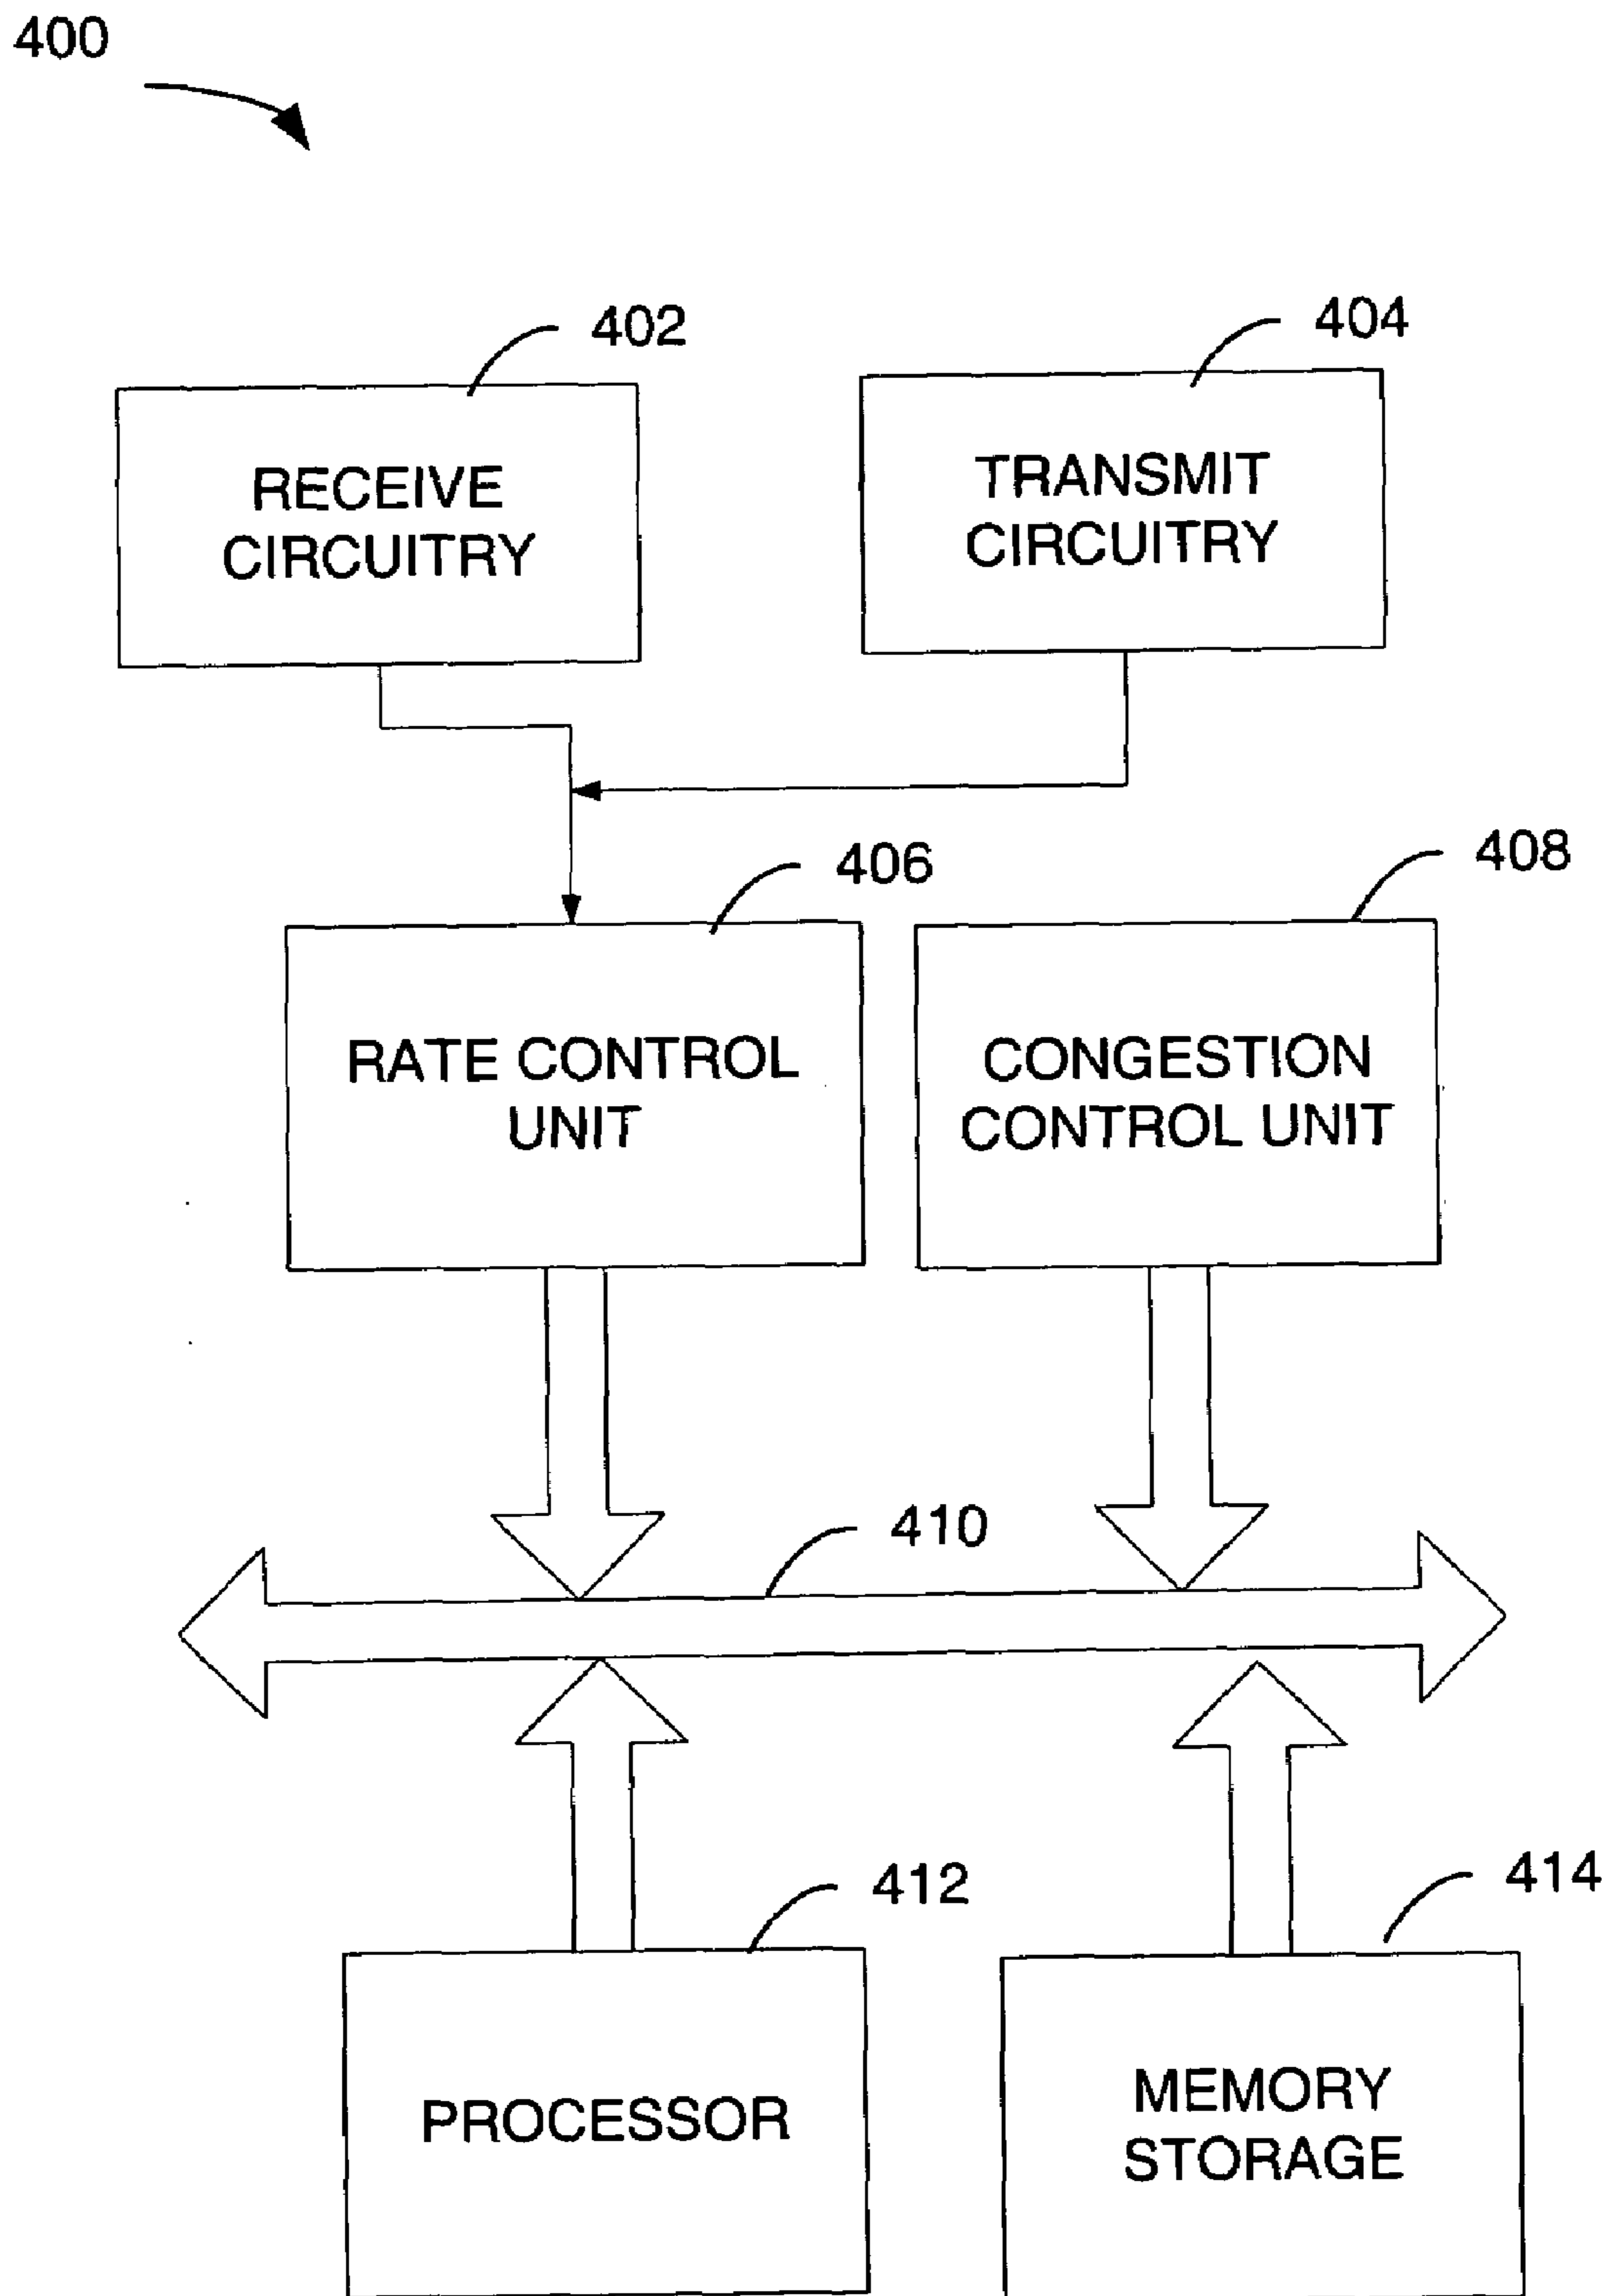 400
402
404
RECEIVE
CIRCUITRY
TRANSMIT
CIRCUITRY
406
408
RATE CONTROL
UNIT
CONGESTION
CONTROL UNIT
410
412
414
PROCESSOR
MEMORY
STORAGE